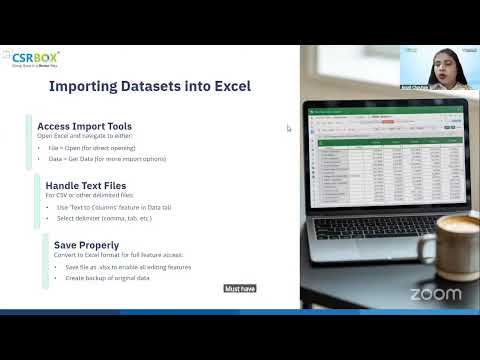 CSRBOX
Doing Good in a Better Way
Importing Datasets into Excel
Access Import Tools
Open Excel and navigate to either:
• File = Open (for direct opening)
• Data = Get Data (for more import options)
Handle Text Files
For CSV or other delimited files:
• Use 'Text to Columns' feature in Data tab
• Select delimiter (comma, tab, etc.)
Save Properly
Convert to Excel format for full feature access:
• Save file as .xlsx to enable all editing features
• Create backup of original data
Must have
zoom